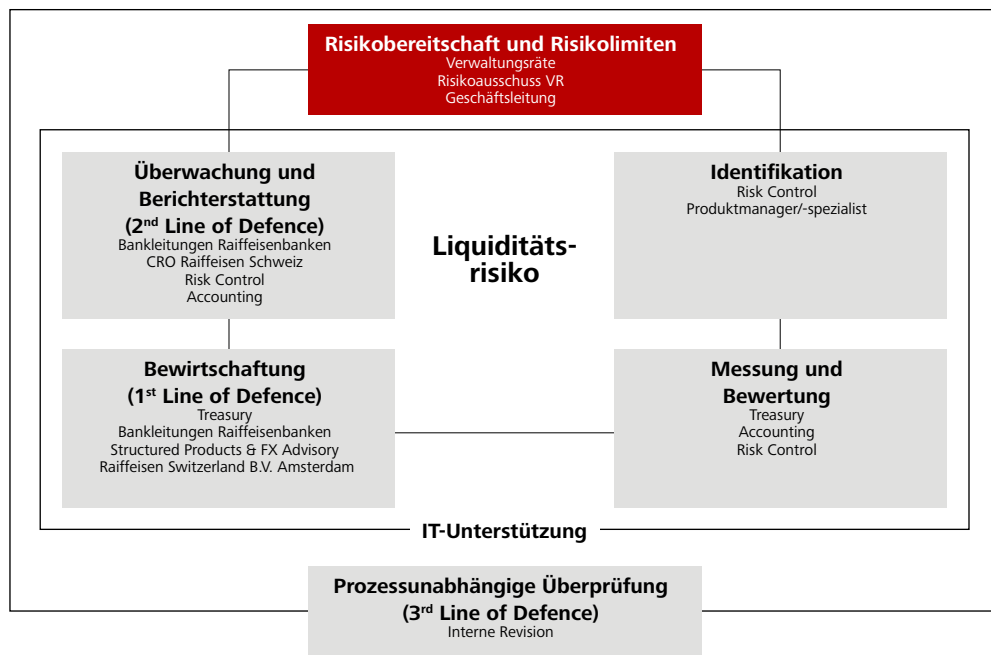 Risikobereitschaft und Risikolimiten
Verwaltungsräte
Risikoausschuss VR
Geschäftsleitung
Überwachung und
Berichterstattung
(2nd Line of Defence)
Bankleitungen Raiffeisenbanken
CRO Raiffeisen Schweiz
Risk Control
Accounting
Identifikation
Risk Control
Produktmanager/-spezialist
Liquiditäts-
risiko
Bewirtschaftung
(1st Line of Defence)
Treasury
Bankleitungen Raiffeisenbanken
Structured Products & FX Advisory
Raiffeisen Switzerland B.V. Amsterdam
Messung und
Bewertung
Treasury
Accounting
Risk Control
IT-Unterstützung
Prozessunabhängige Überprüfung
(3rd Line of Defence)
Interne Revision